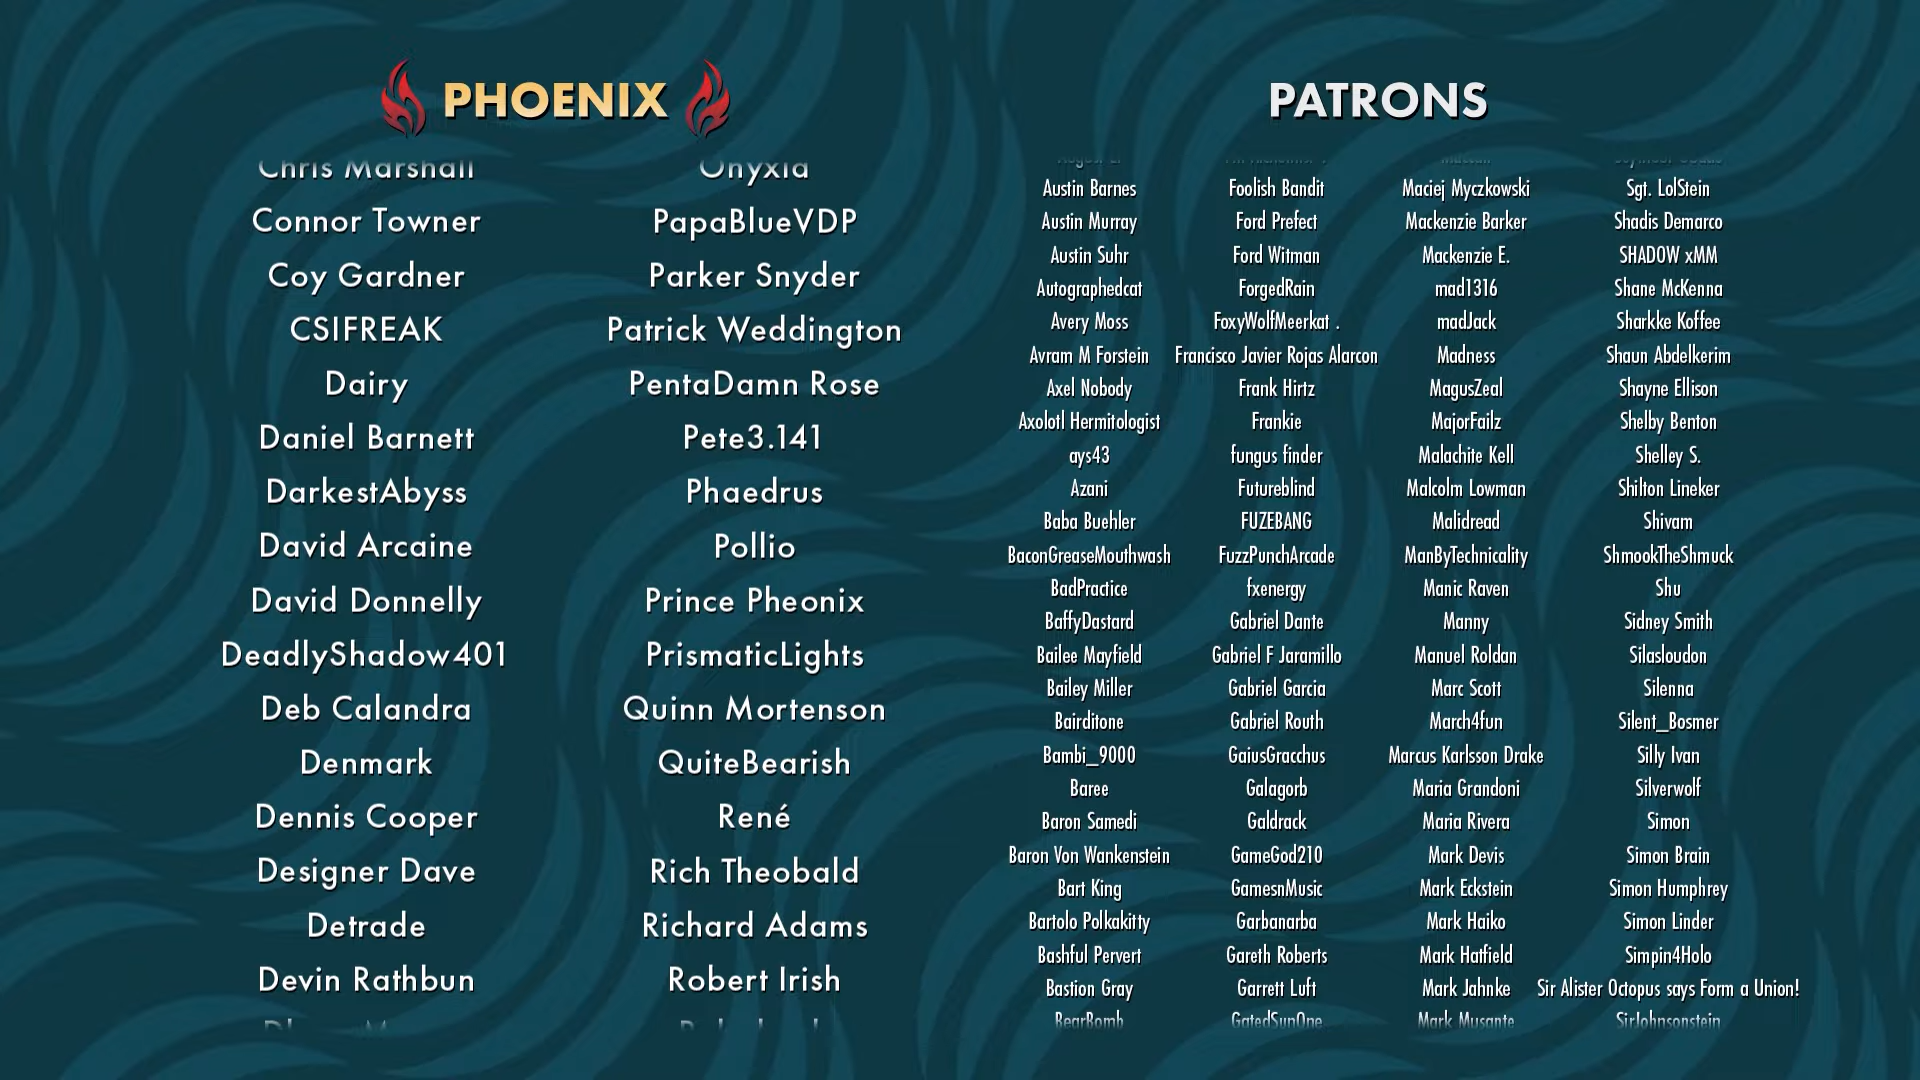 PHOENIX
Chris Marshall
Connor Towner
Coy Gardner
CSIFREAK
Dairy
Daniel Barnett
DarkestAbyss
David Arcaine
David Donnelly
DeadlyShadow401
Deb Calandra
Denmark
Dennis Cooper
Designer Dave
Detrade
Devin Rathbun
Onyxia
PapaBlueVDP
Parker Snyder
Patrick Weddington
PentaDamn Rose
Pete3.141
Phaedrus
Pollio
Prince Pheonix
PrismaticLights
Quinn Mortenson
QuiteBearish
René
Rich Theobald
Richard Adams
Robert Irish
PATRONS
Austin Barnes
Austin Murray
Austin Suhr
Autographedcat
Avery Moss
Avram M Forstein
Axel Nobody
Axolotl Hermitologist
ays43
Azani
Baba Buehler
BaconGreaseMouthwash
BadPractice
BaffyDastard
Bailee Mayfield
Bailey Miller
Bairditone
Bambi_9000
Baree
Baron Samedi
Baron Von Wankenstein
Bart King
Bartolo Polkakitty
Bashful Pervert
Bastion Gray
BearBomb
Foolish Bandit
Ford Prefect
Ford Witman
ForgedRain
FoxyWolfMeerkat .
Francisco Javier Rojas Alarcon
Frank Hirtz
Frankie
fungus finder
Futureblind
FUZEBANG
FuzzPunchArcade
fxenergy
Gabriel Dante
Gabriel F Jaramillo
Gabriel Garcia
Gabriel Routh
GaiusGracchus
Galagorb
Galdrack
GameGod210
GamesnMusic
Garbanarba
Gareth Roberts
Garrett Luft
GatedSunOne
Maciej Myczkowski
Mackenzie Barker
Mackenzie E.
mad1316
madJack
Madness
MagusZeal
MajorFailz
Malachite Kell
Malcolm Lowman
Malidread
ManByTechnicality
Manic Raven
Manny
Manuel Roldan
Marc Scott
March4fun
Marcus Karlsson Drake
Maria Grandoni
Maria Rivera
Mark Devis
Mark Eckstein
Mark Haiko
Mark Hatfield
Mark Jahnke
Mark Musante
Sgt. LolStein
Shadis Demarco
SHADOW xMM
Shane McKenna
Sharkke Koffee
Shaun Abdelkerim
Shayne Ellison
Shelby Benton
Shelley S.
Shilton Lineker
Shivam
ShmookTheShmuck
Shu
Sidney Smith
Silasloudon
Silenna
Silent_Bosmer
Silly Ivan
Silverwolf
Simon
Simon Brain
Simon Humphrey
Simon Linder
Simpin4Holo
Sir Alister Octopus says Form a Union!
SirJohnsonstein